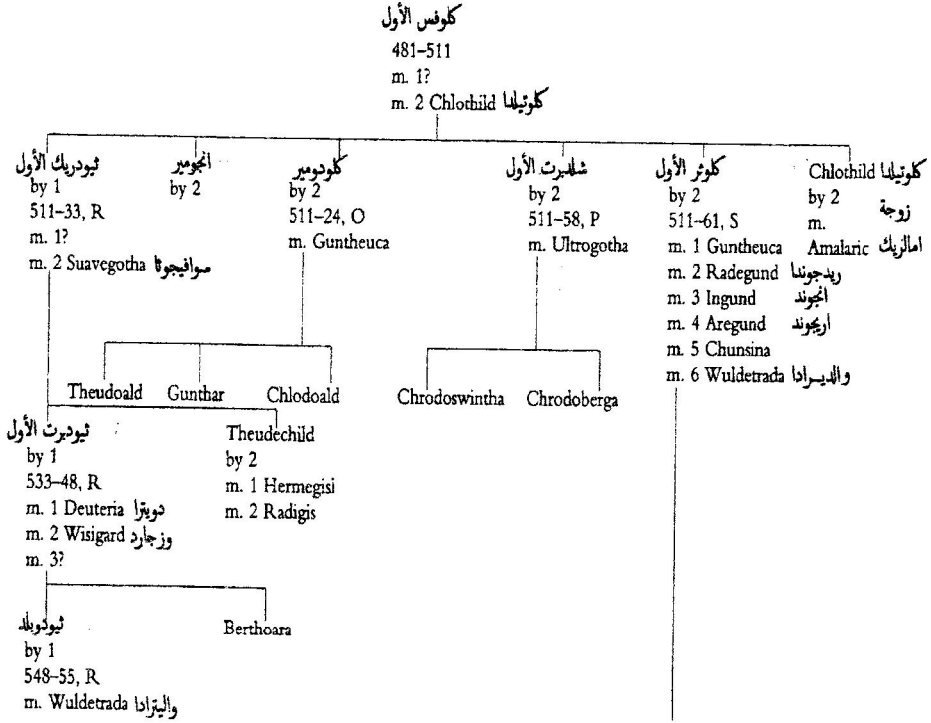 كلوفس الأول
481–511
m. 1?
m. 2 Chlothild كلوتيلدا
ثيودريك الأول
by 1
511–33, R
m. 1?
m. 2 Suavegotha سوافيجوثا
انجومير
by 2
كلودومير
by 2
511–24, O
m. Guntheuca
شلدبرت الأول
by 2
511–58, P
m. Ultrogotha
كلوثر الأول
by 2
511–61, S
m. 1 Guntheuca
m. 2 Radegund ريدجوندا
m. 3 Ingund انجوند
m. 4 Aregund اريجوند
m. 5 Chunsina
m. 6 Wuldetrada والديـرادا
Chlothild كلوتيلدا
by 2
m. زوجة
Amalaric امالريك
Theudoald
Gunthar
Chlodoald
Chrodoswintha
Chrodoberga
ثيودبرت الأول
by 1
533–48, R
m. 1 Deuteria دويترا
m. 2 Wisigard وزجارد
m. 3?
Theudechild
by 2
m. 1 Hermegisi
m. 2 Radigis
ثيودوبلد
by 1
548–55, R
m. Wuldetrada واليترادا
Berthoara